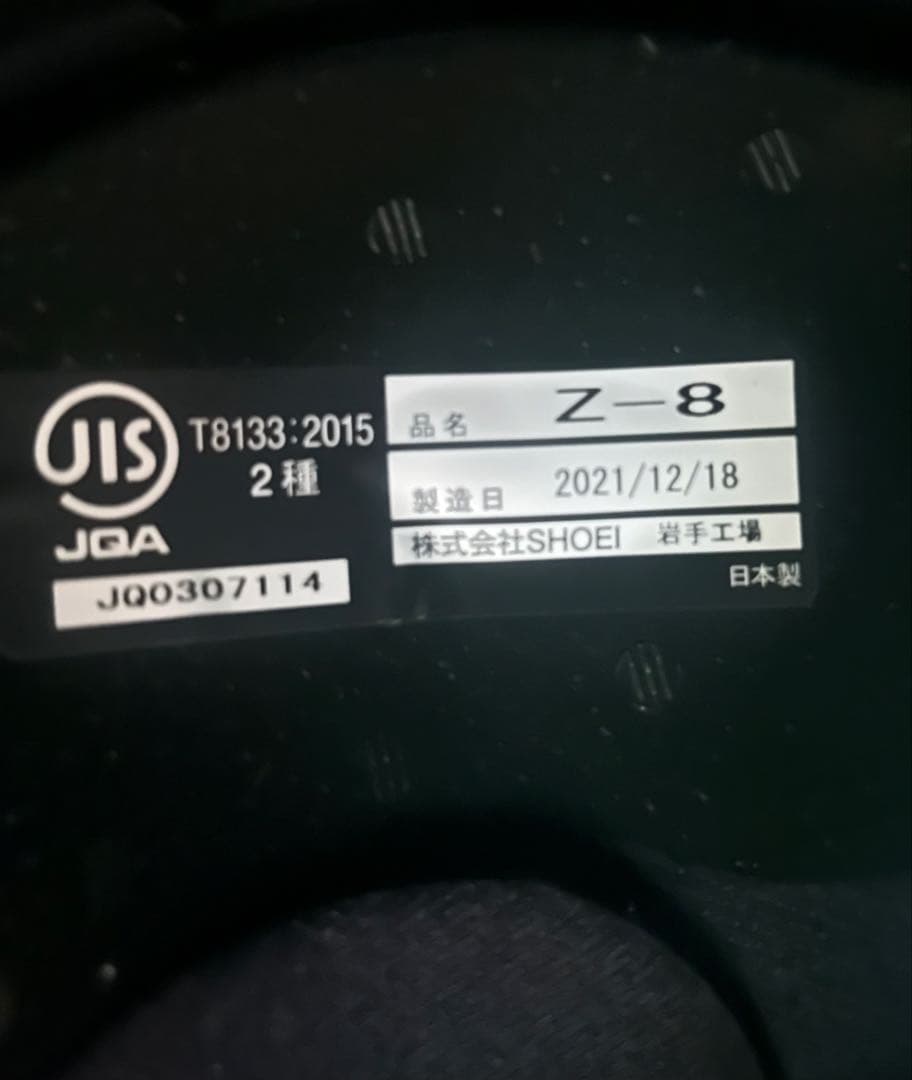 JIS
T8133:2015
2種
JQA
JQ0307114
品名 Z-8
製造日 2021/12/18
株式会社SHOEI 岩手工場
日本製